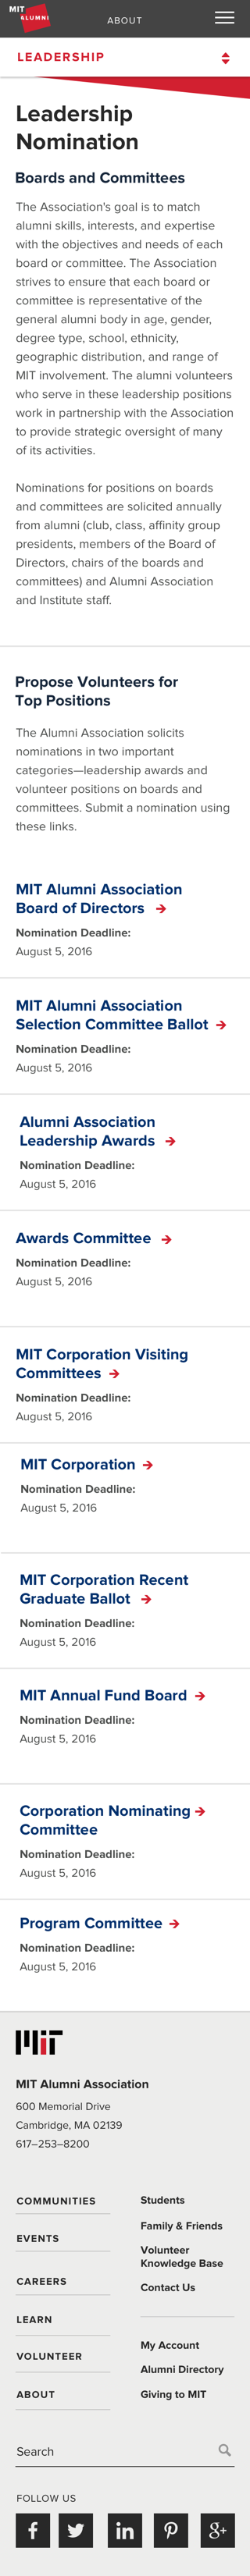 MIT
ALUMNI
ABOUT
LEADERSHIP
Leadership
Nomination
Boards and Committees
The Association's goal is to match
alumni skills, interests, and expertise
with the objectives and needs of each
board or committee. The Association
strives to ensure that each board or
committee is representative of the
general alumni body in age, gender,
degree type, school, ethnicity,
geographic distribution, and range of
MIT involvement. The alumni volunteers
who serve in these leadership positions
work in partnership with the Association
to provide strategic oversight of many
of its activities.
Nominations for positions on boards
and committees are solicited annually
from alumni (club, class, affinity group
presidents, members of the Board of
Directors, chairs of the boards and
committees) and Alumni Association
and Institute staff.
Propose Volunteers for
Top Positions
The Alumni Association solicits
nominations in two important
categories—leadership awards and
volunteer positions on boards and
committees. Submit a nomination using
these links.
MIT Alumni Association
Board of Directors →
Nomination Deadline:
August 5, 2016
MIT Alumni Association
Selection Committee Ballot →
Nomination Deadline:
August 5, 2016
Alumni Association
Leadership Awards →
Nomination Deadline:
August 5, 2016
Awards Committee →
Nomination Deadline:
August 5, 2016
MIT Corporation Visiting
Committees →
Nomination Deadline:
August 5, 2016
MIT Corporation →
Nomination Deadline:
August 5, 2016
MIT Corporation Recent
Graduate Ballot →
Nomination Deadline:
August 5, 2016
MIT Annual Fund Board →
Nomination Deadline:
August 5, 2016
Corporation Nominating →
Committee
Nomination Deadline:
August 5, 2016
Program Committee →
Nomination Deadline:
August 5, 2016
MIT
MIT Alumni Association
600 Memorial Drive
Cambridge, MA 02139
617–253–8200
COMMUNITIES
EVENTS
CAREERS
LEARN
VOLUNTEER
ABOUT
Students
Family & Friends
Volunteer
Knowledge Base
Contact Us
My Account
Alumni Directory
Giving to MIT
Search
FOLLOW US